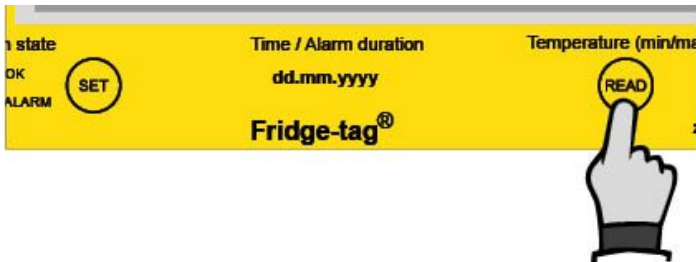 n state
Time / Alarm duration
Temperature (min/ma
OK
SET
dd.mm.yyyy
READ
ALARM
Fridge-tag®